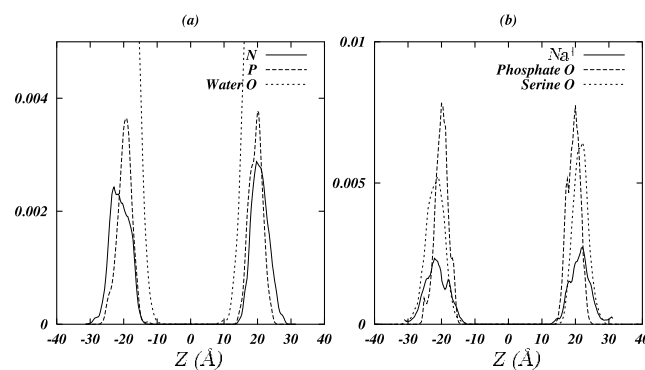 (a)
N
P
Water O
0.004
0.002
0
-40 -30 -20 -10 0 10 20 30 40
Z (Å)
(b)
0.01
Na+
Phosphate O
Serine O
0.005
0
-40 -30 -20 -10 0 10 20 30 40
Z (Å)